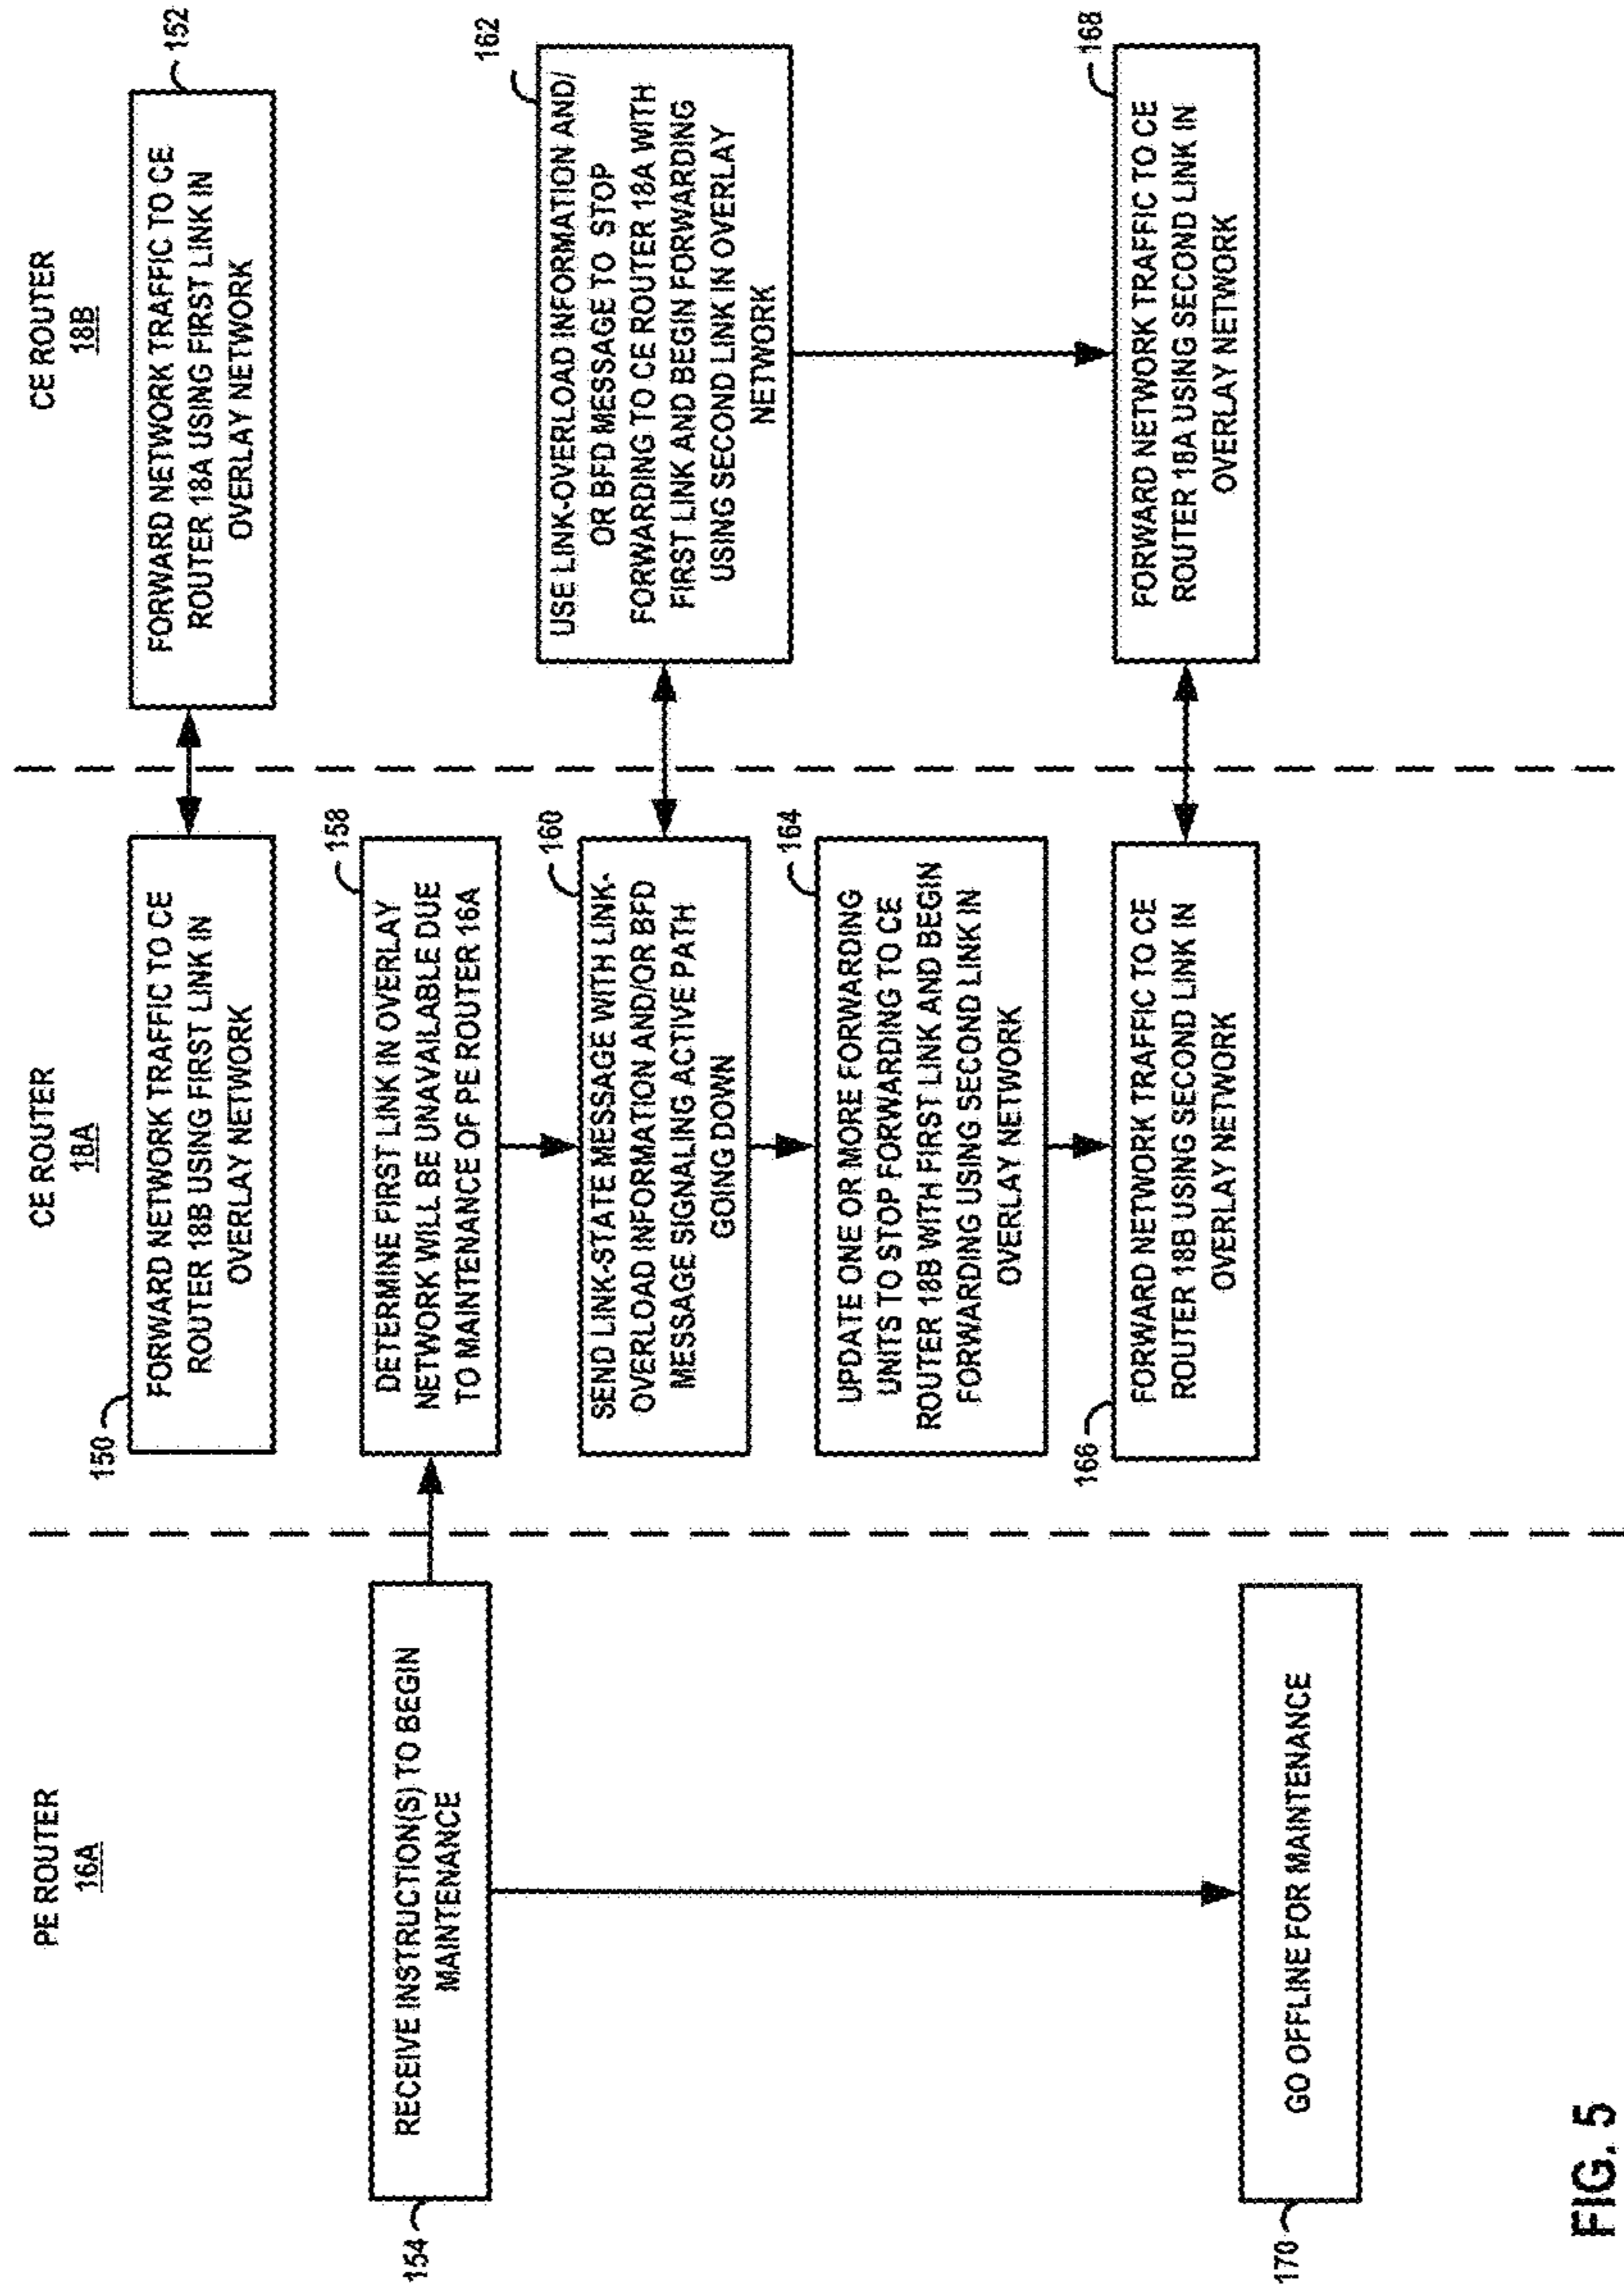 PE ROUTER
16A
CE ROUTER
18A
CE ROUTER
18B
150
FORWARD NETWORK TRAFFIC TO CE
ROUTER 18B USING FIRST LINK IN
OVERLAY NETWORK
152
FORWARD NETWORK TRAFFIC TO CE
ROUTER 18A USING FIRST LINK IN
OVERLAY NETWORK
154
RECEIVE INSTRUCTION(S) TO BEGIN
MAINTENANCE
158
DETERMINE FIRST LINK IN OVERLAY
NETWORK WILL BE UNAVAILABLE DUE
TO MAINTENANCE OF PE ROUTER 16A
160
SEND LINK-STATE MESSAGE WITH LINK-
OVERLOAD INFORMATION AND/OR BFD
MESSAGE SIGNALING ACTIVE PATH
GOING DOWN
162
USE LINK-OVERLOAD INFORMATION AND/
OR BFD MESSAGE TO STOP
FORWARDING TO CE ROUTER 18A WITH
FIRST LINK AND BEGIN FORWARDING
USING SECOND LINK IN OVERLAY
NETWORK
164
UPDATE ONE OR MORE FORWARDING
UNITS TO STOP FORWARDING TO CE
ROUTER 18B WITH FIRST LINK AND BEGIN
FORWARDING USING SECOND LINK IN
OVERLAY NETWORK
166
FORWARD NETWORK TRAFFIC TO CE
ROUTER 18B USING SECOND LINK IN
OVERLAY NETWORK
168
FORWARD NETWORK TRAFFIC TO CE
ROUTER 18A USING SECOND LINK IN
OVERLAY NETWORK
170
GO OFFLINE FOR MAINTENANCE
FIG. 5